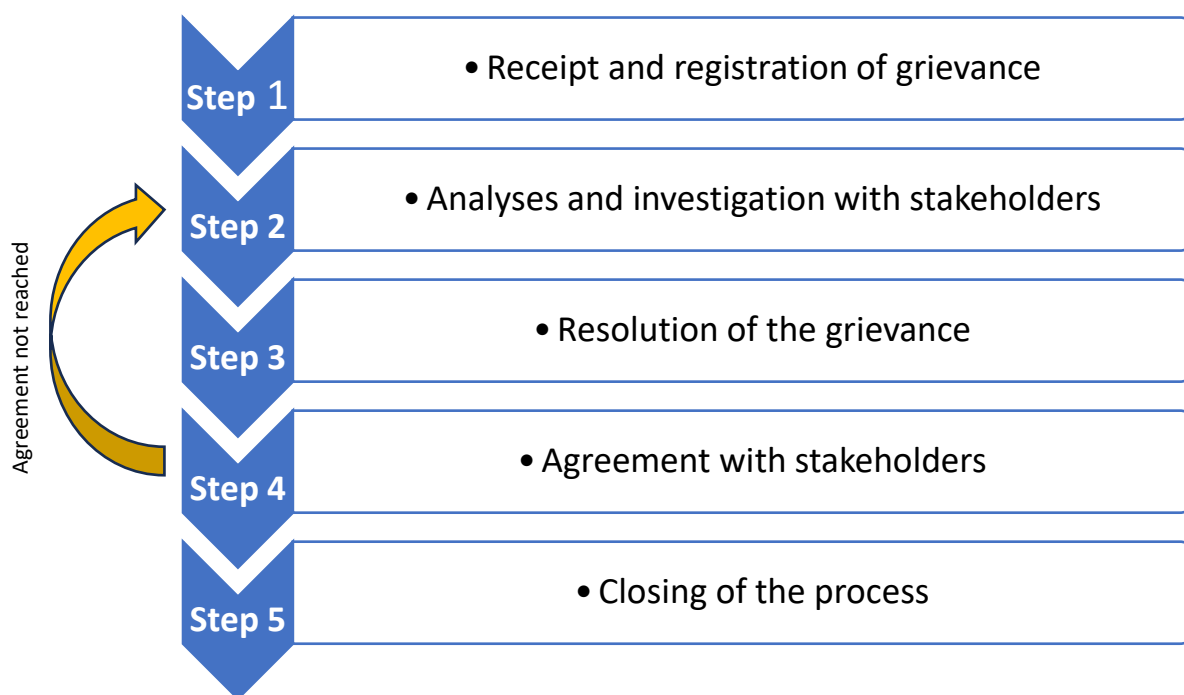 Step 1
• Receipt and registration of grievance
Step 2
• Analyses and investigation with stakeholders
Step 3
• Resolution of the grievance
Step 4
• Agreement with stakeholders
Step 5
• Closing of the process
Agreement not reached